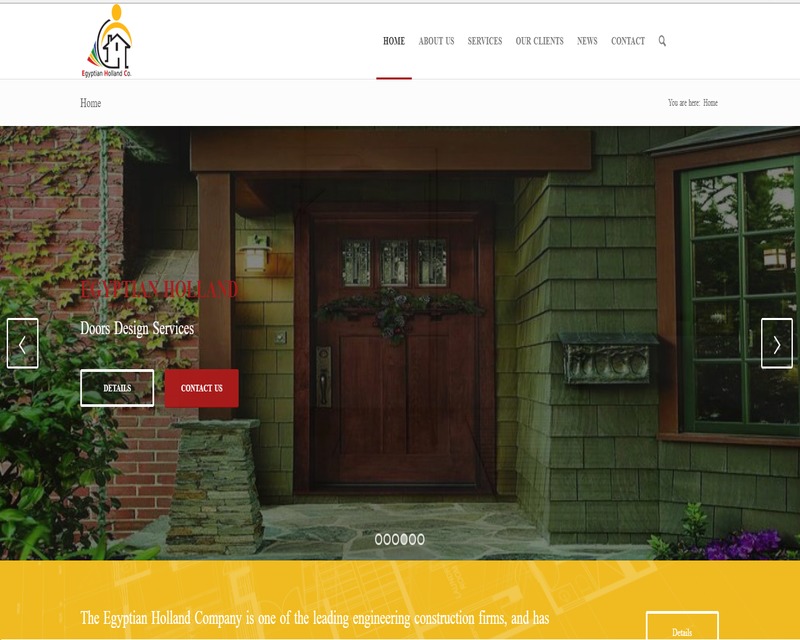 Egyptian Holland Co.
HOME
ABOUT US
SERVICES
OUR CLIENTS
NEWS
CONTACT
Home
You are here: Home
EGYPTIAN HOLLAND
Doors Design Services
DETAILS
CONTACT US
The Egyptian Holland Company is one of the leading engineering construction firms, and has
Details